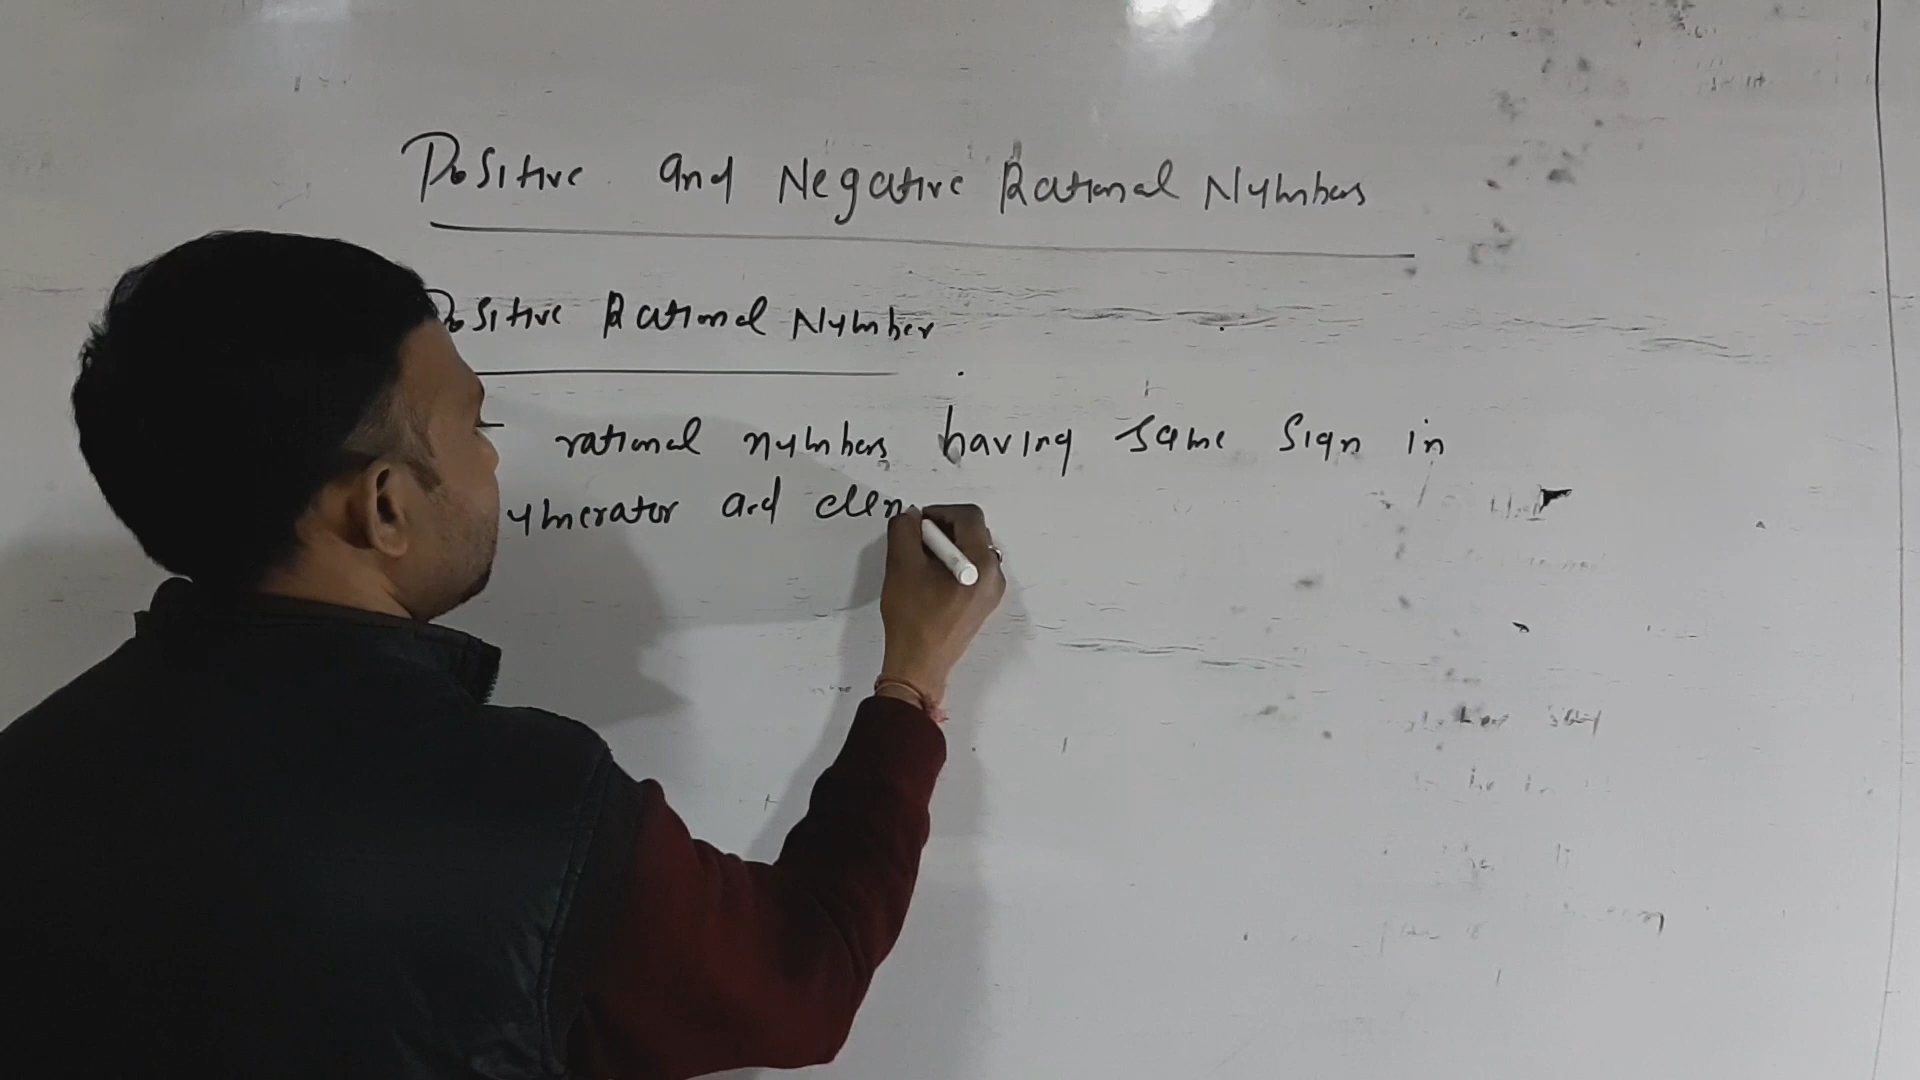 Positive and Negative Rational Numbers
Positive Rational Number
rational numbers having same sign in
umerator and den